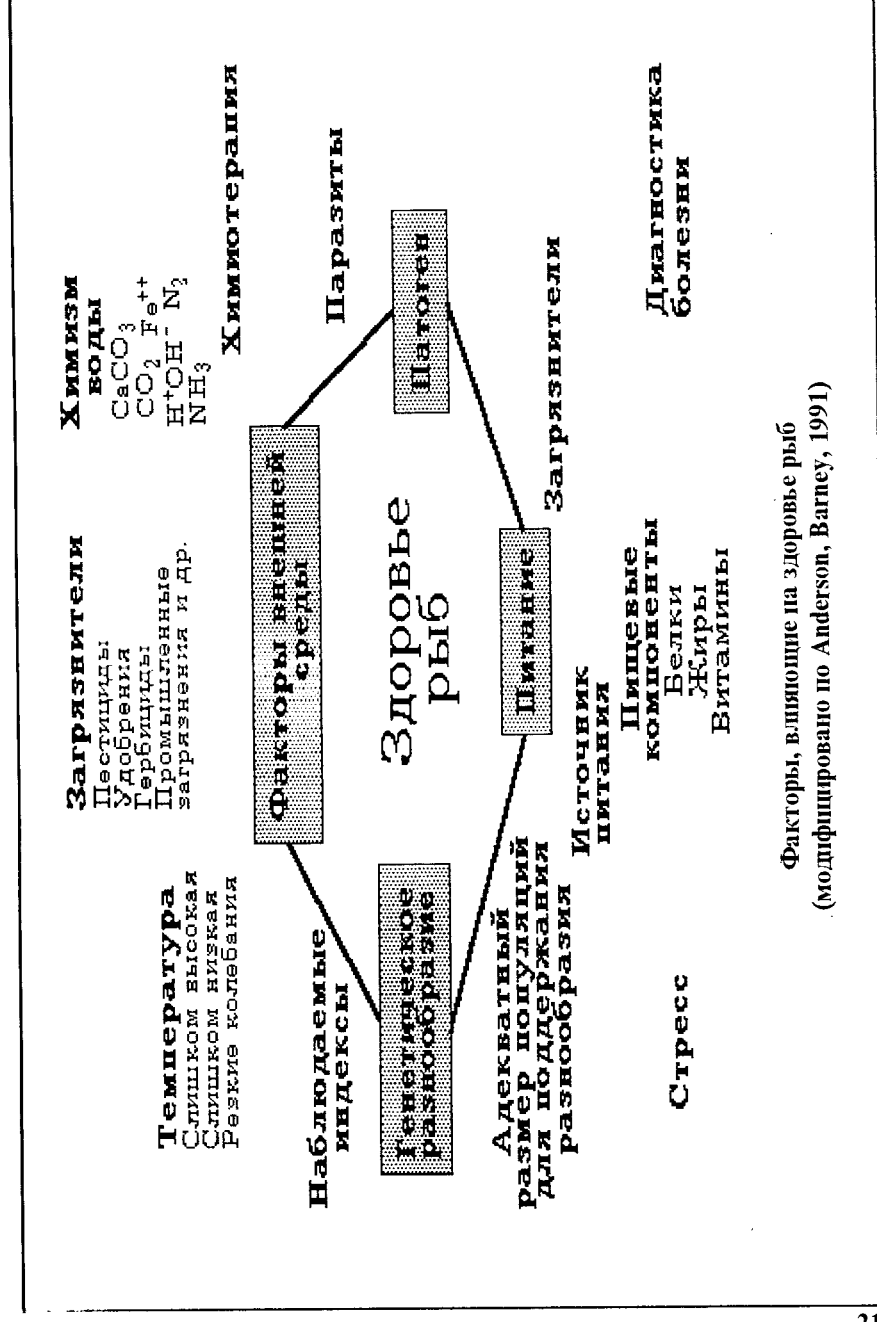 Температура
Слишком высокая
Слишком низкая
Резкие колебания
Загрязнители
Пестициды
Удобрения
Гербициды
Промышленные
загрязнения и др.
Химизм
воды
CaCO3
CO2 Fe++
H+OH- N2
NH3
Химиотерапия
Наблюдаемые
индексы
Факторы внешней
среды
Паразиты
Генетическое
разнообразие
Здоровье
рыб
Патоген
Адекватный
размер популяций
для поддержания
разнообразия
Питание
Загрязнители
Источник
питания
Пищевые
компоненты
Белки
Жиры
Витамины
Стресс
Диагностика
болезни
Факторы, влияющие на здоровье рыб
(модифицировано по Anderson, Barney, 1991)
21